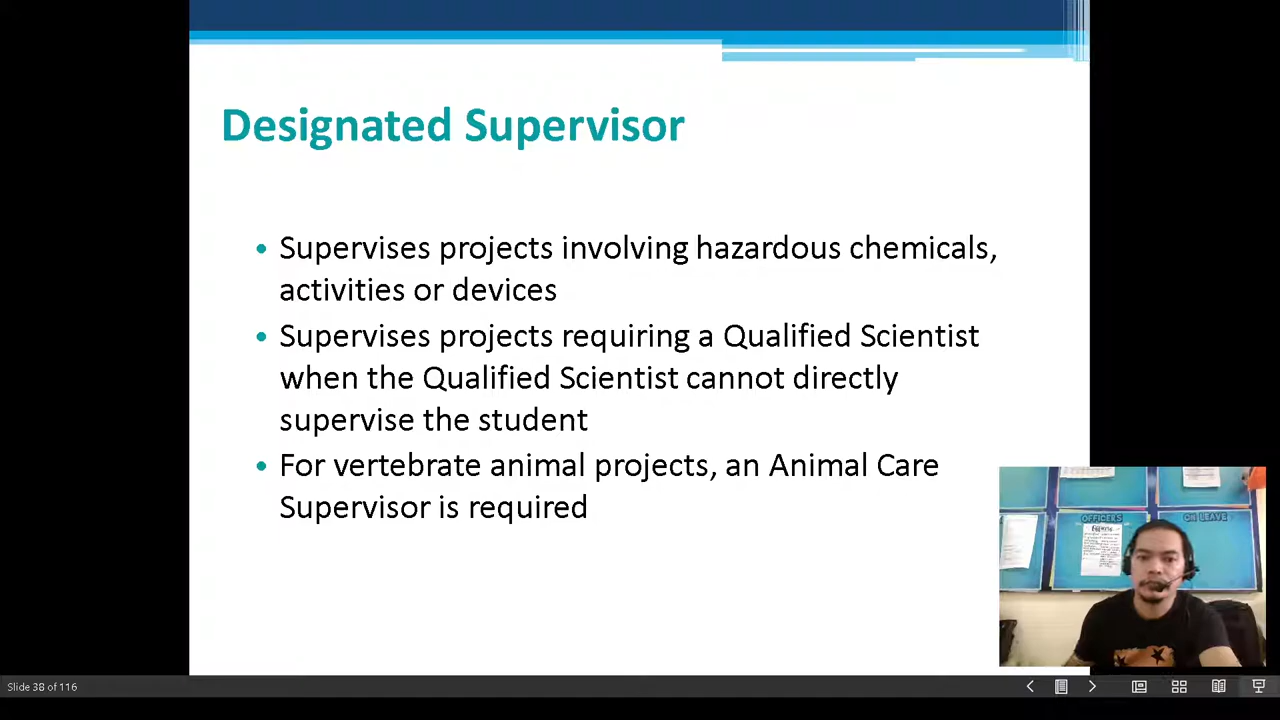 Designated Supervisor
• Supervises projects involving hazardous chemicals,
activities or devices
• Supervises projects requiring a Qualified Scientist
when the Qualified Scientist cannot directly
supervise the student
• For vertebrate animal projects, an Animal Care
Supervisor is required
OFFICERS
ON LEAVE
Slide 38 of 116